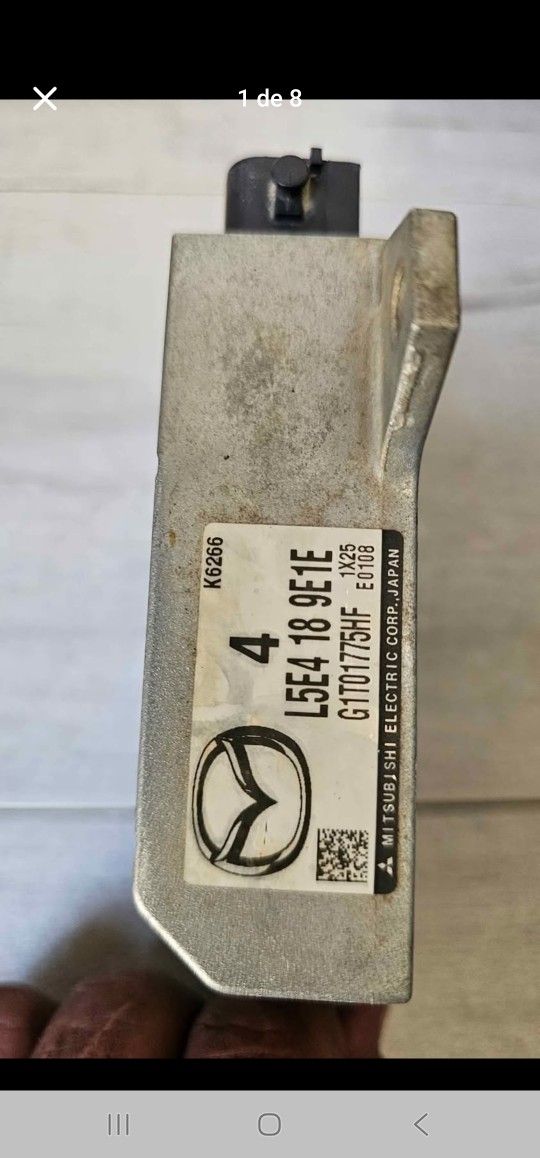 1 de 8
K6266
4
L5E4 18 9E1E
G1T01775HF 1X25
E0108
MITSUBISHI ELECTRIC CORP.,JAPAN